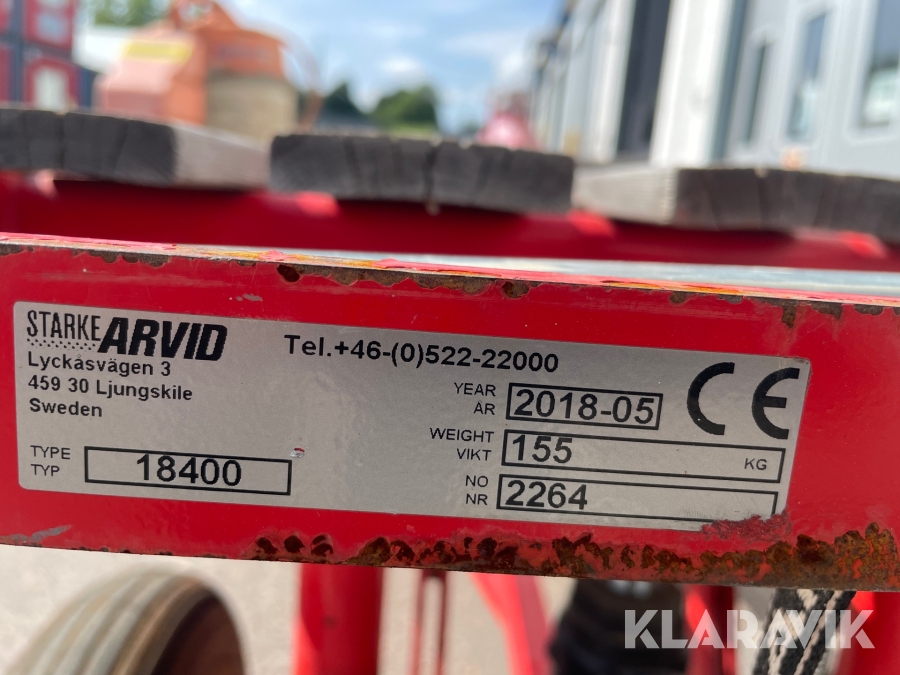 STARKE ARVID
Lyckåsvägen 3
459 30 Ljungskile
Sweden
TYPE
TYP
18400
Tel.+46-(0)522-22000
YEAR
ÅR
2018-05
WEIGHT
VIKT
155 KG
NO
NR
2264
CE
KLARAVIK